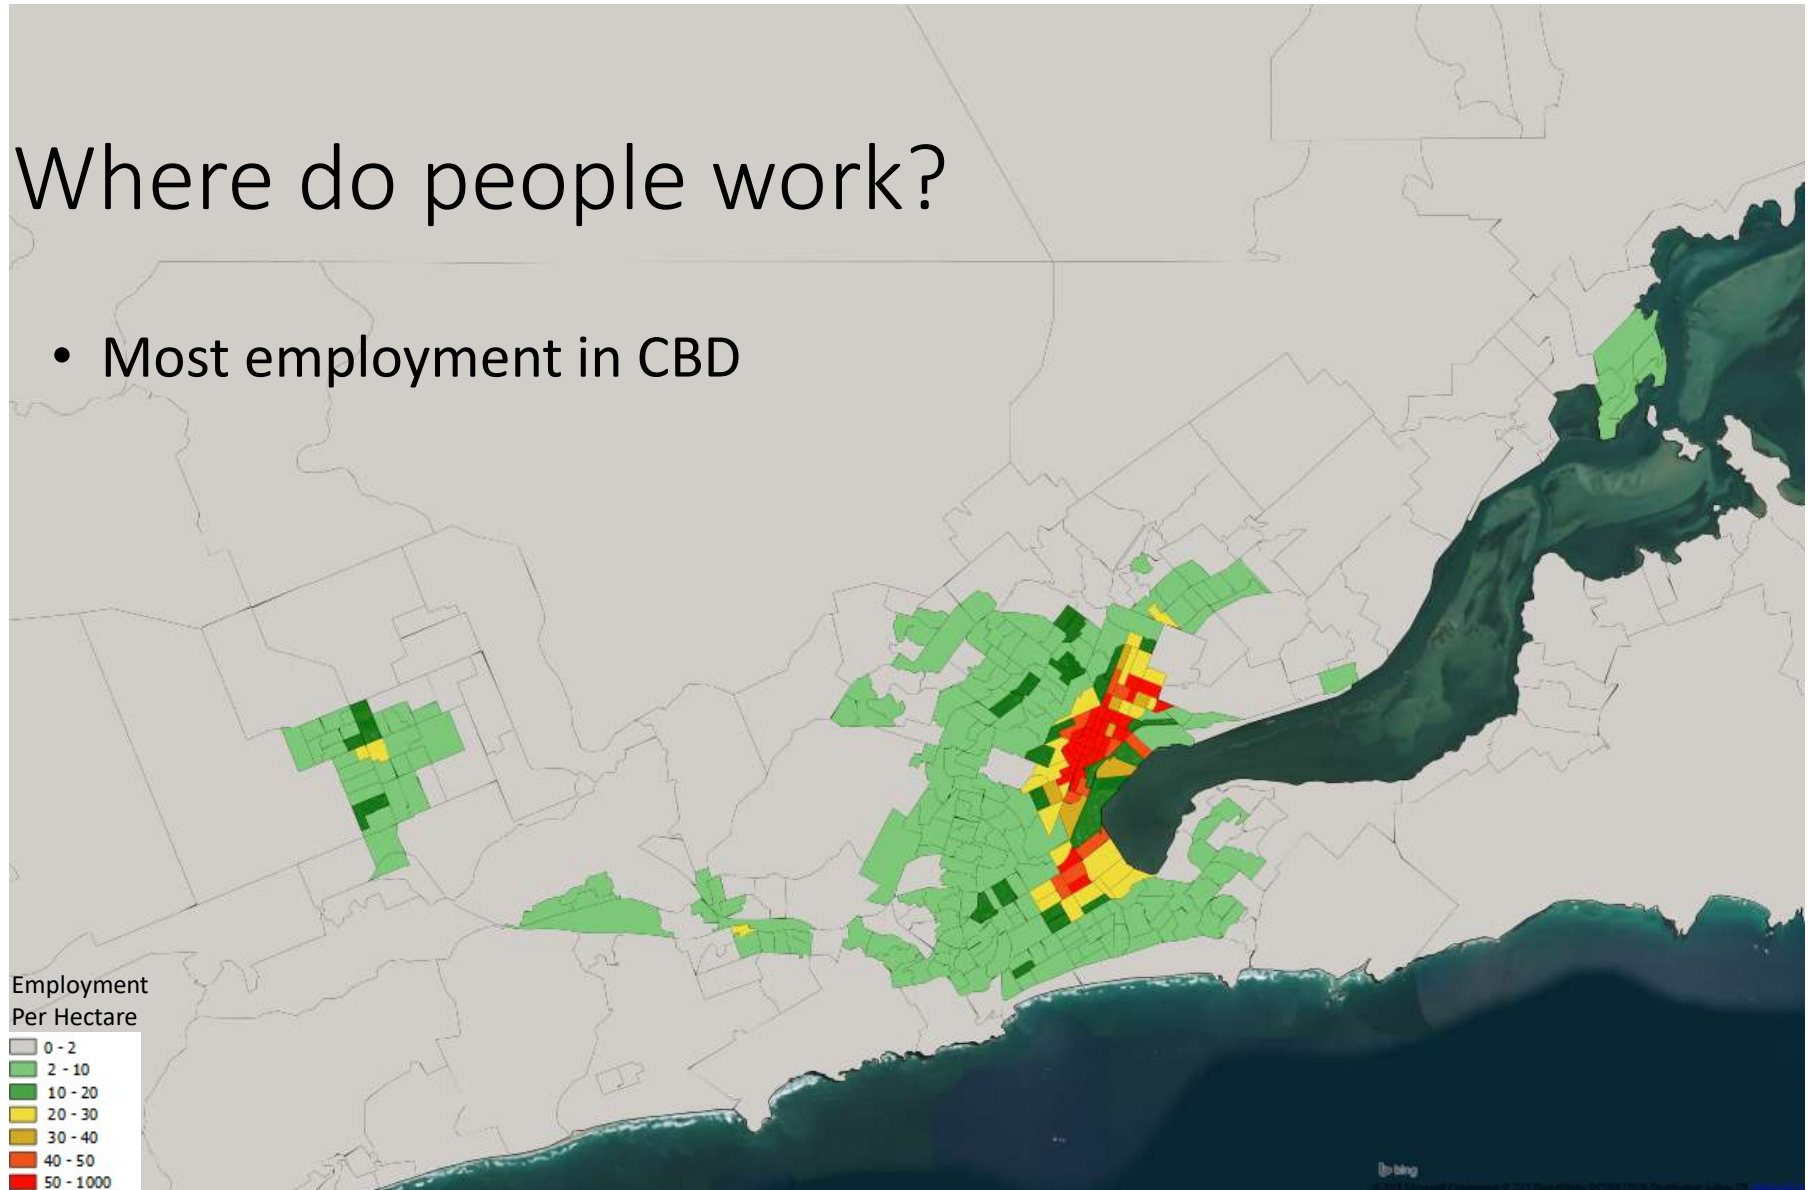 Where do people work?
• Most employment in CBD
Employment
Per Hectare
0 - 2
2 - 10
10 - 20
20 - 30
30 - 40
40 - 50
50 - 1000
bing